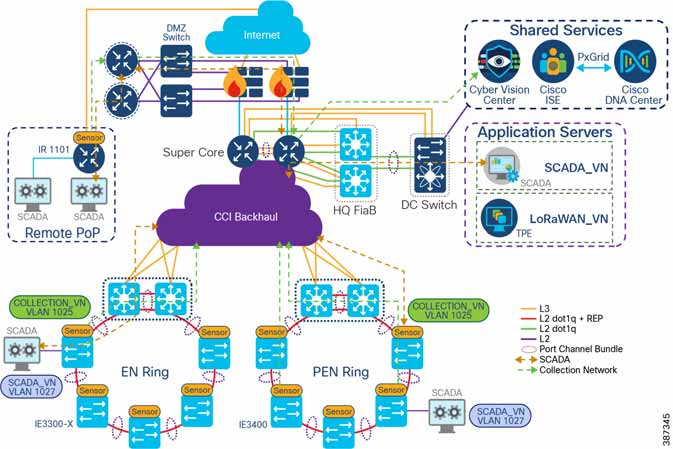 DMZ
Switch
Internet
Shared Services
Cyber Vision
Center
Cisco
ISE
PxGrid
Cisco
DNA Center
Sensor
IR 1101
SCADA
SCADA
Remote PoP
Super Core
CCI Backhaul
HQ FiaB
DC Switch
Application Servers
SCADA_VN
SCADA
LoRaWAN_VN
TPE
COLLECTION_VN
VLAN 1025
SCADA
Sensor
Sensor
EN Ring
SCADA_VN
VLAN 1027
Sensor
Sensor
Sensor
IE3300-X
COLLECTION_VN
VLAN 1025
Sensor
Sensor
PEN Ring
Sensor
Sensor
Sensor
IE3400
SCADA
SCADA_VN
VLAN 1027
L3
L2 dot1q + REP
L2 dot1q
L2
Port Channel Bundle
SCADA
Collection Network
387345